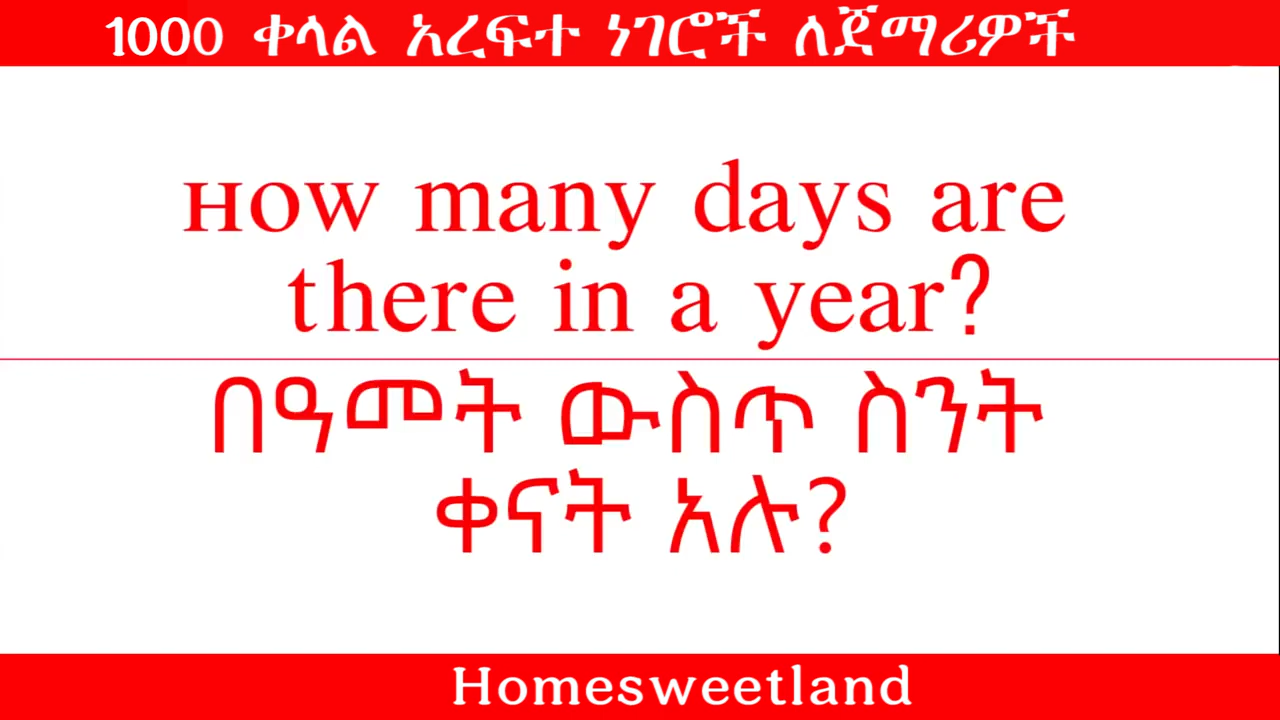 1000 ቀላል አረፍተ ነገሮች ለጀማሪዎች
How many days are
there in a year?
በዓመት ውስጥ ስንት
ቀናት አሉ?
Homesweetland